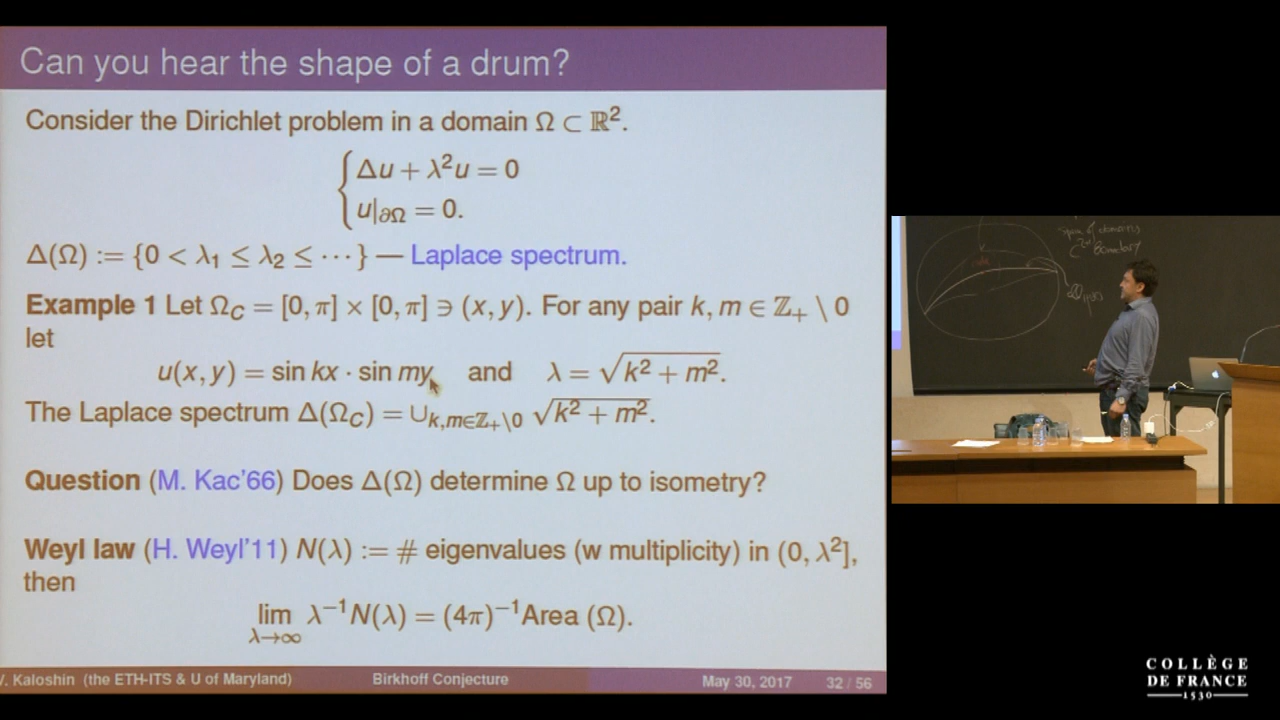 Can you hear the shape of a drum?
Consider the Dirichlet problem in a domain Ω ⊂ ℝ².
Δu + λ²u = 0
u|∂Ω = 0.
Δ(Ω) := {0 < λ₁ ≤ λ₂ ≤ ⋯} — Laplace spectrum.
Example 1 Let Ω_C = [0, π] × [0, π] ∋ (x, y). For any pair k, m ∈ ℤ₊ \ 0
let
u(x, y) = sin kx · sin my and λ = √(k² + m²).
The Laplace spectrum Δ(Ω_C) = ∪_{k,m∈ℤ₊\0} √(k² + m²).
Question (M. Kac'66) Does Δ(Ω) determine Ω up to isometry?
Weyl law (H. Weyl'11) N(λ) := # eigenvalues (w multiplicity) in (0, λ²],
then
lim_{λ→∞} λ⁻¹N(λ) = (4π)⁻¹Area (Ω).
V. Kaloshin (the ETH-ITS & U of Maryland) Birkhoff Conjecture May 30, 2017 32 / 56
of domains
Boundary
COLLÈGE
DE FRANCE
1530